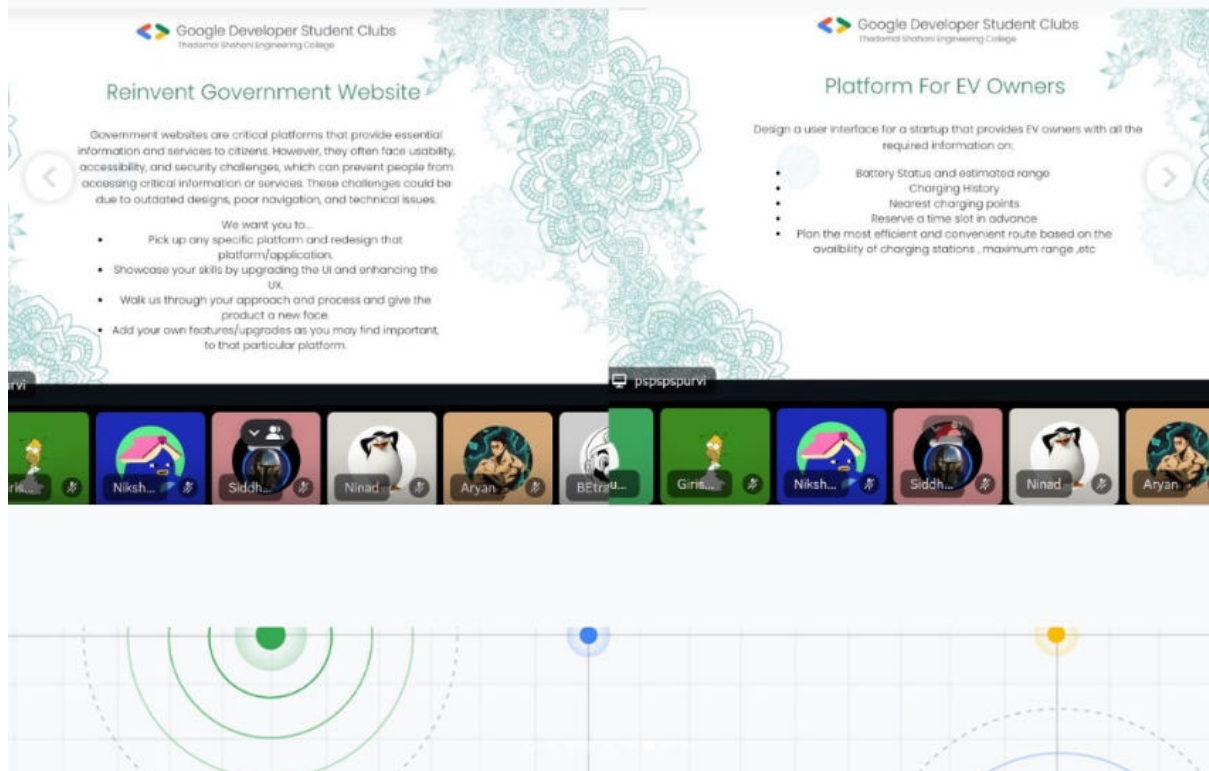 Google Developer Student Clubs
Thadomal Shahani Engineering College
Reinvent Government Website
Government websites are critical platforms that provide essential
information and services to citizens. However, they often face usability,
accessibility, and security challenges, which can prevent people from
accessing critical information or services. These challenges could be
due to outdated designs, poor navigation, and technical issues.
We want you to...
• Pick up any specific platform and redesign that
platform/application.
• Showcase your skills by upgrading the UI and enhancing the
UX.
• Walk us through your approach and process and give the
product a new face.
• Add your own features/upgrades as you may find important,
to that particular platform.
Niksh...
Siddh...
Ninad
Aryan
Google Developer Student Clubs
Thadomal Shahani Engineering College
Platform For EV Owners
Design a user interface for a startup that provides EV owners with all the
required information on:
• Battery Status and estimated range
• Charging History
• Nearest charging points
• Reserve a time slot in advance
• Plan the most efficient and convenient route based on the
availbility of charging stations , maximum range ,etc
pspspspurvi
Giris...
Niksh...
Siddh...
Ninad
Aryan